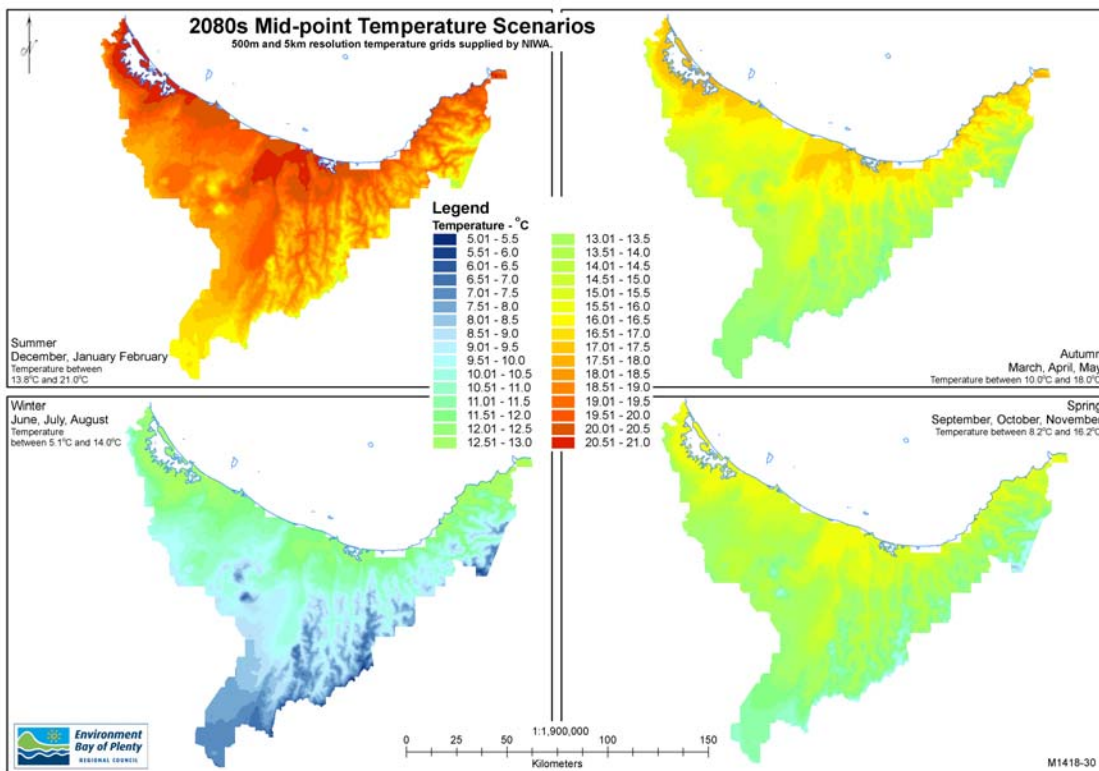 2080s Mid-point Temperature Scenarios
500m and 5km resolution temperature grids supplied by NIWA.
N
Summer
December, January February
Temperature between
13.8°C and 21.0°C
Legend
Temperature - °C
5.01 - 5.5
5.51 - 6.0
6.01 - 6.5
6.51 - 7.0
7.01 - 7.5
7.51 - 8.0
8.01 - 8.5
8.51 - 9.0
9.01 - 9.5
9.51 - 10.0
10.01 - 10.5
10.51 - 11.0
11.01 - 11.5
11.51 - 12.0
12.01 - 12.5
12.51 - 13.0
13.01 - 13.5
13.51 - 14.0
14.01 - 14.5
14.51 - 15.0
15.01 - 15.5
15.51 - 16.0
16.01 - 16.5
16.51 - 17.0
17.01 - 17.5
17.51 - 18.0
18.01 - 18.5
18.51 - 19.0
19.01 - 19.5
19.51 - 20.0
20.01 - 20.5
20.51 - 21.0
Autumn
March, April, May
Temperature between 10.0°C and 18.0°C
Winter
June, July, August
Temperature
between 5.1°C and 14.0°C
Spring
September, October, November
Temperature between 8.2°C and 16.2°C
Environment
Bay of Plenty
REGIONAL COUNCIL
1:1,900,000
0 25 50 100 150
Kilometers
M1418-30